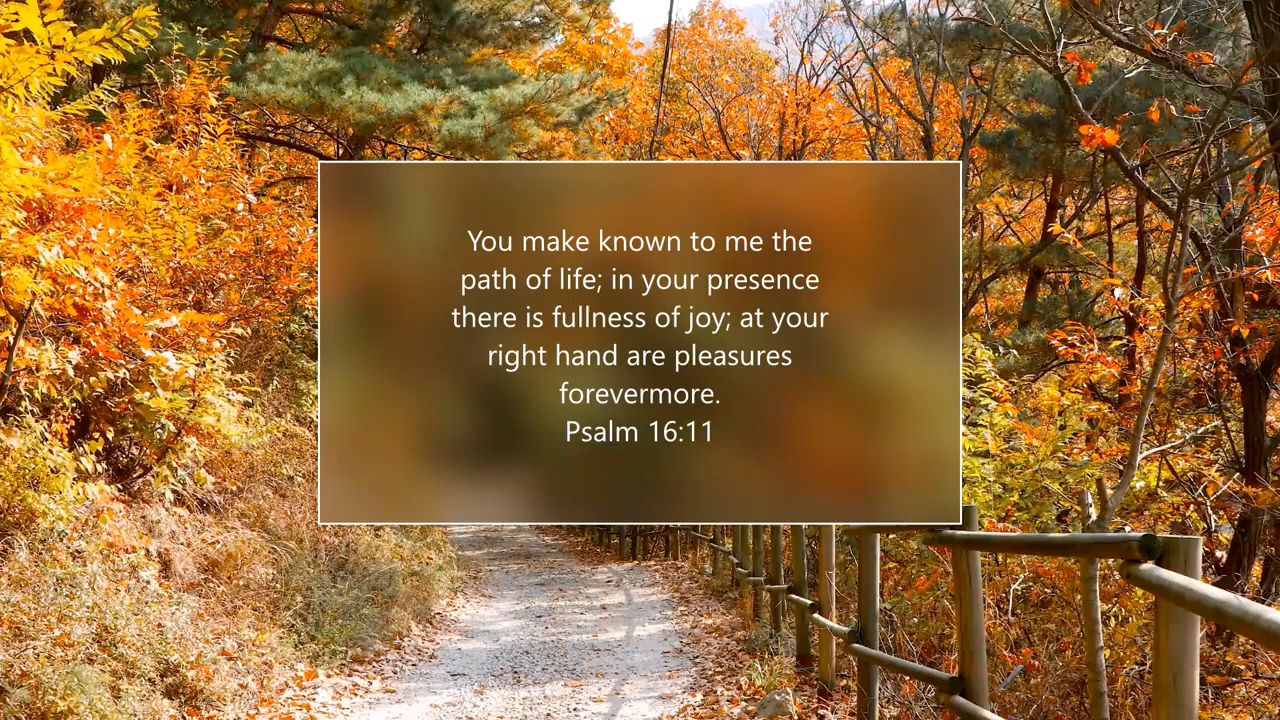 You make known to me the
path of life; in your presence
there is fullness of joy; at your
right hand are pleasures
forevermore.
Psalm 16:11